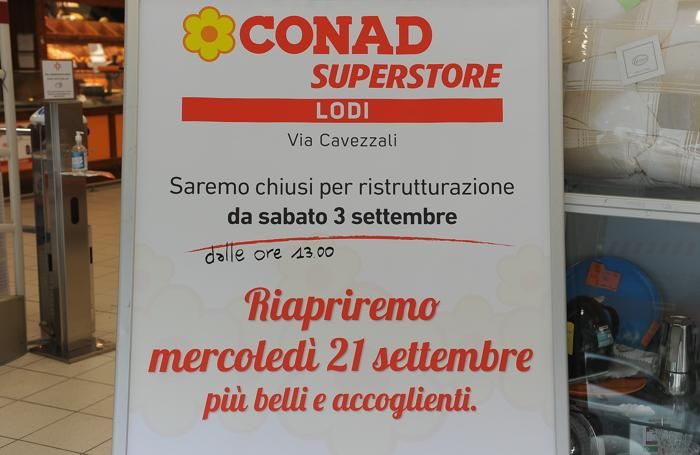 CONAD
SUPERSTORE
LODI
Via Cavezzali
Saremo chiusi per ristrutturazione
da sabato 3 settembre
dalle ore 13.00
Riapriremo
mercoledì 21 settembre
più belli e accoglienti.